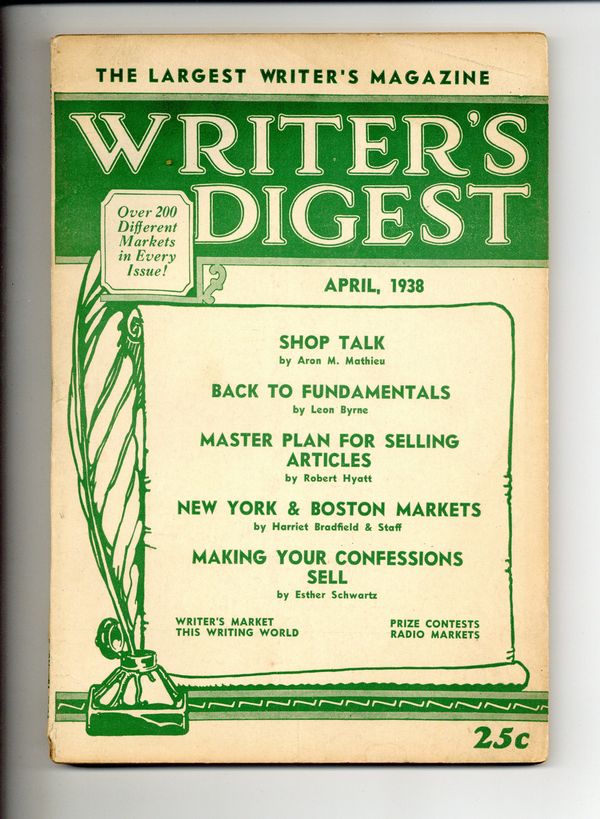 THE LARGEST WRITER'S MAGAZINE
WRITER'S
DIGEST
Over 200
Different
Markets
in Every
Issue!
APRIL, 1938
SHOP TALK
by Aron M. Mathieu
BACK TO FUNDAMENTALS
by Leon Byrne
MASTER PLAN FOR SELLING
ARTICLES
by Robert Hyatt
NEW YORK & BOSTON MARKETS
by Harriet Bradfield & Staff
MAKING YOUR CONFESSIONS
SELL
by Esther Schwartz
WRITER'S MARKET
THIS WRITING WORLD
PRIZE CONTESTS
RADIO MARKETS
25c